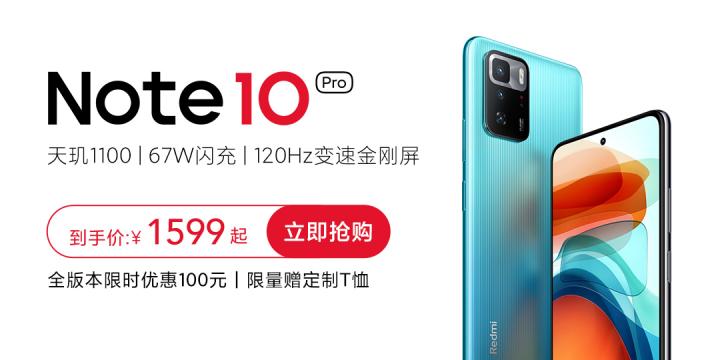 Note 10 Pro
天玑1100 | 67W闪充 | 120Hz变速金刚屏
到手价:¥ 1599 起 立即抢购
全版本限时优惠100元 | 限量赠定制T恤
Redmi